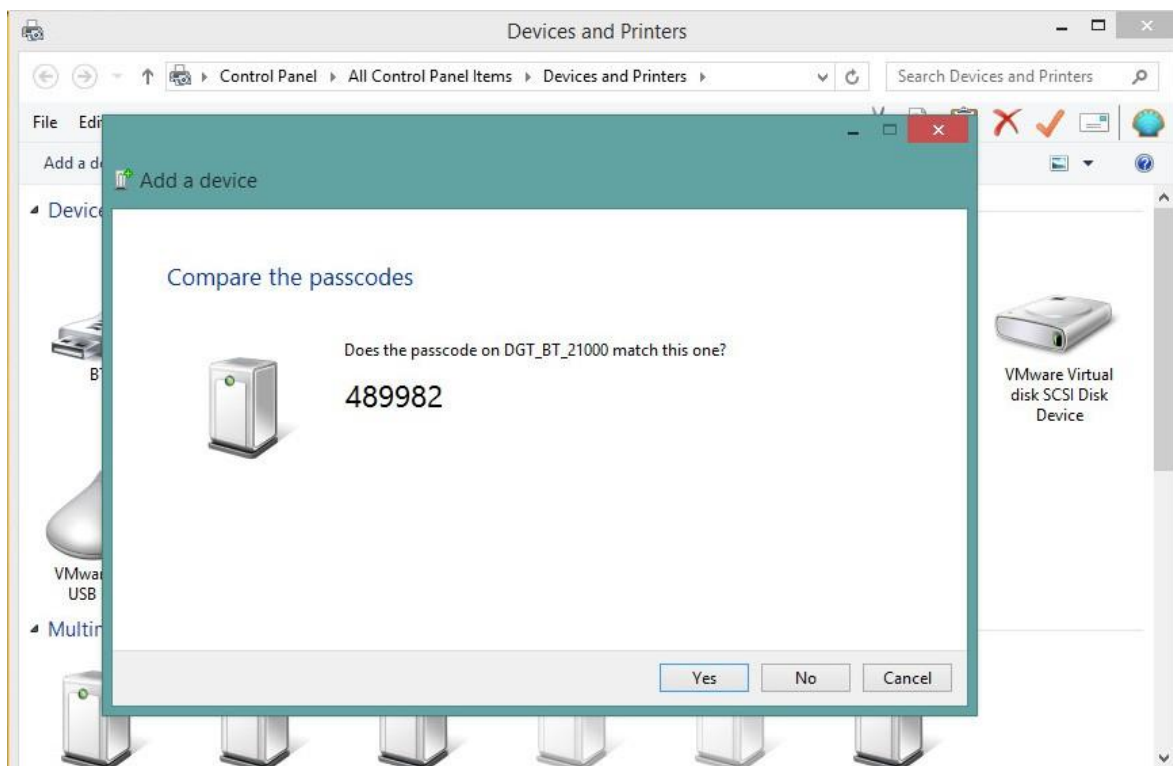 Devices and Printers
Control Panel
All Control Panel Items
Devices and Printers
Search Devices and Printers
File
Add a
Add a device
Compare the passcodes
Does the passcode on DGT_BT_21000 match this one?
489982
VMware Virtual
disk SCSI Disk
Device
USB
Yes
No
Cancel